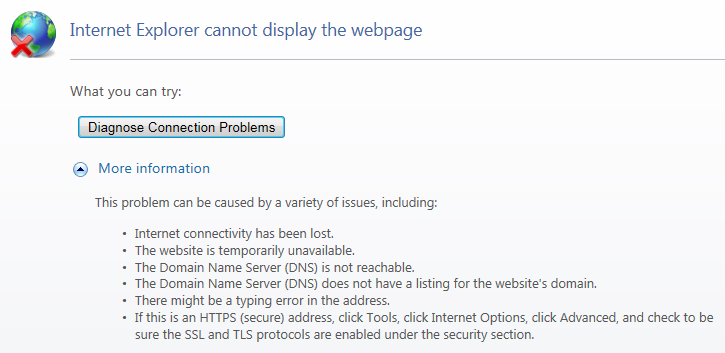 Internet Explorer cannot display the webpage
What you can try:
Diagnose Connection Problems
More information
This problem can be caused by a variety of issues, including:
• Internet connectivity has been lost.
• The website is temporarily unavailable.
• The Domain Name Server (DNS) is not reachable.
• The Domain Name Server (DNS) does not have a listing for the website's domain.
• There might be a typing error in the address.
• If this is an HTTPS (secure) address, click Tools, click Internet Options, click Advanced, and check to be
sure the SSL and TLS protocols are enabled under the security section.